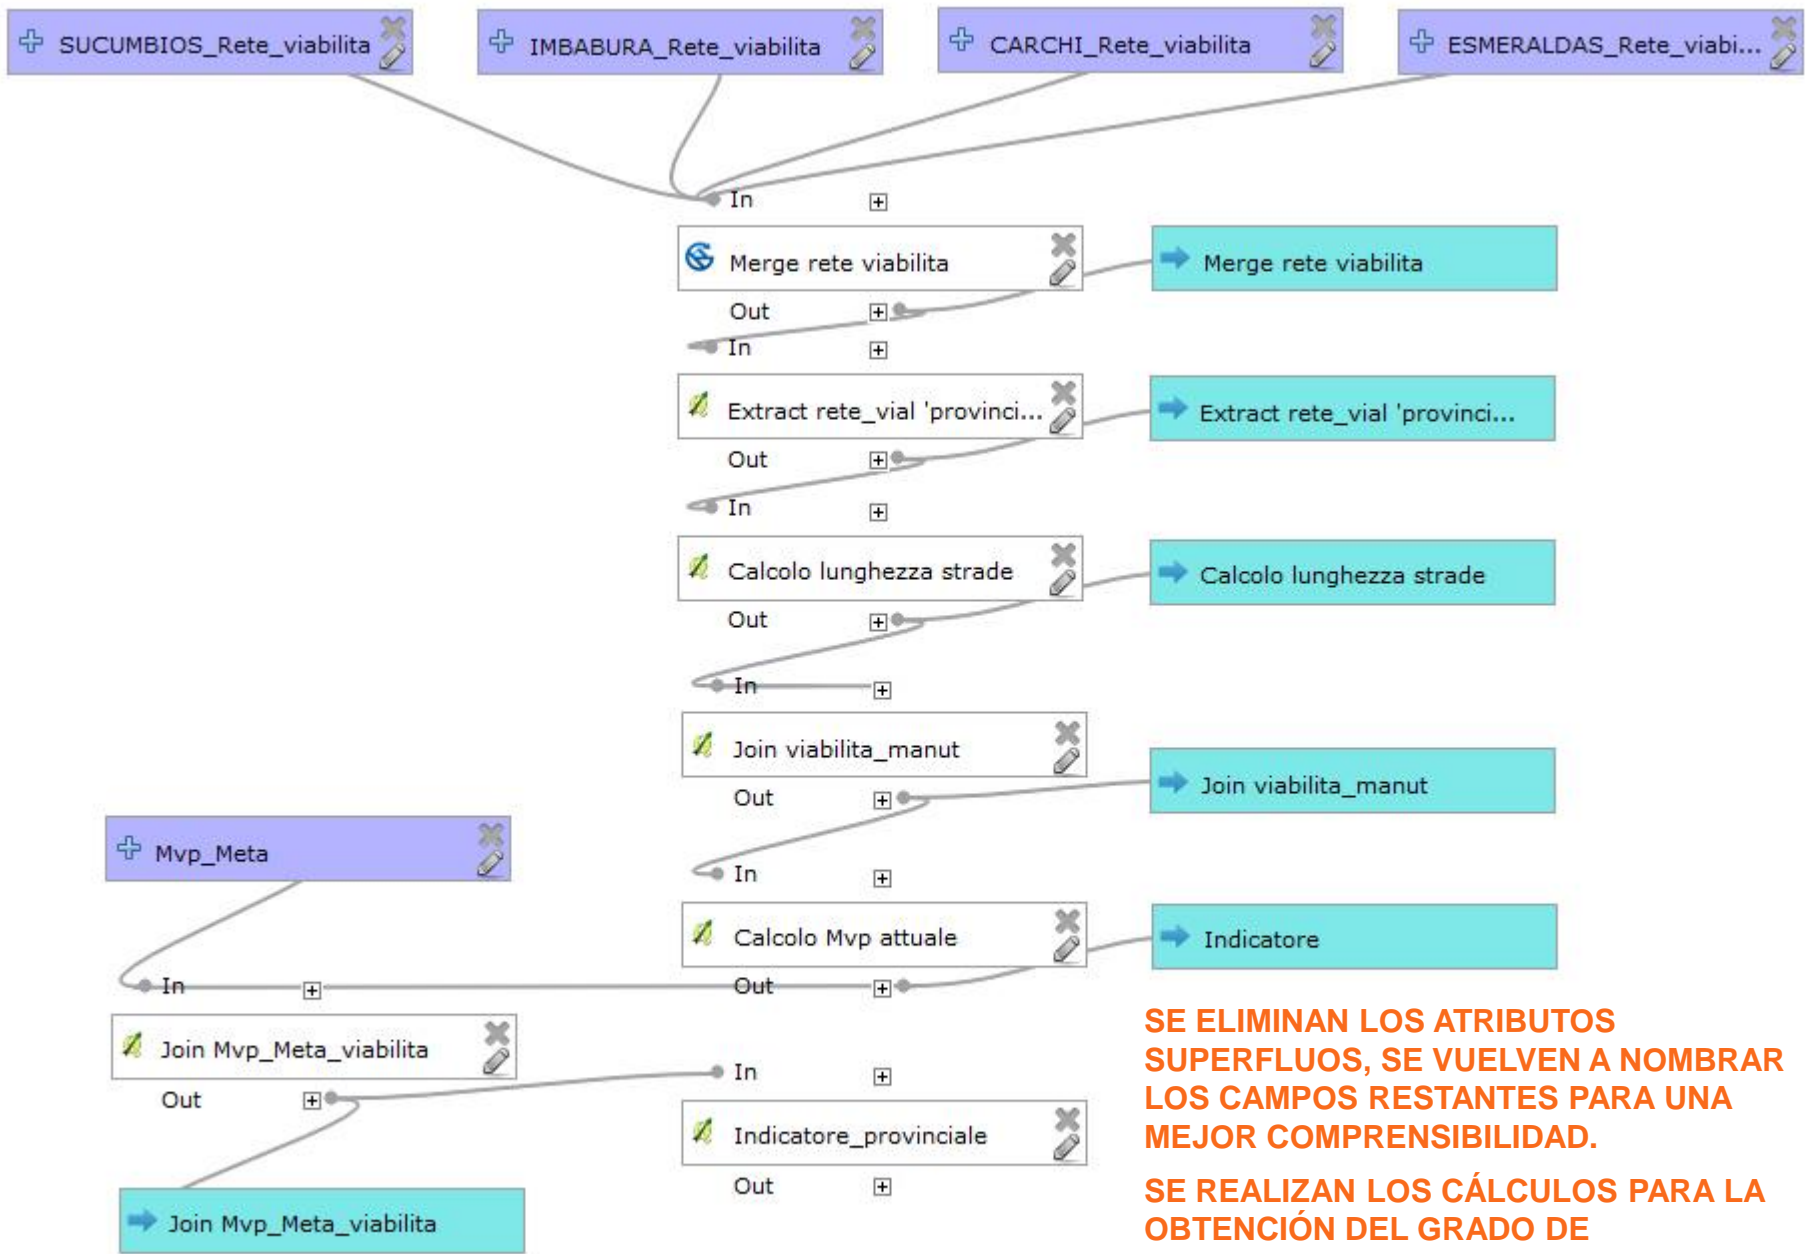 SUCUMBIOS_Rete_viabilita
IMBABURA_Rete_viabilita
CARCHI_Rete_viabilita
ESMERALDAS_Rete_viabi...
In
Merge rete viabilita
Merge rete viabilita
Out
In
Extract rete_vial 'provinci...
Extract rete_vial 'provinci...
Out
In
Calcolo lunghezza strade
Calcolo lunghezza strade
Out
In
Join viabilita_manut
Join viabilita_manut
Out
Mvp_Meta
In
Calcolo Mvp attuale
Indicatore
In
Out
Join Mvp_Meta_viabilita
Out
In
Indicatore_provinciale
Out
Join Mvp_Meta_viabilita
SE ELIMINAN LOS ATRIBUTOS
SUPERFLUOS, SE VUELVEN A NOMBRAR
LOS CAMPOS RESTANTES PARA UNA
MEJOR COMPRENSIBILIDAD.
SE REALIZAN LOS CÁLCULOS PARA LA
OBTENCIÓN DEL GRADO DE